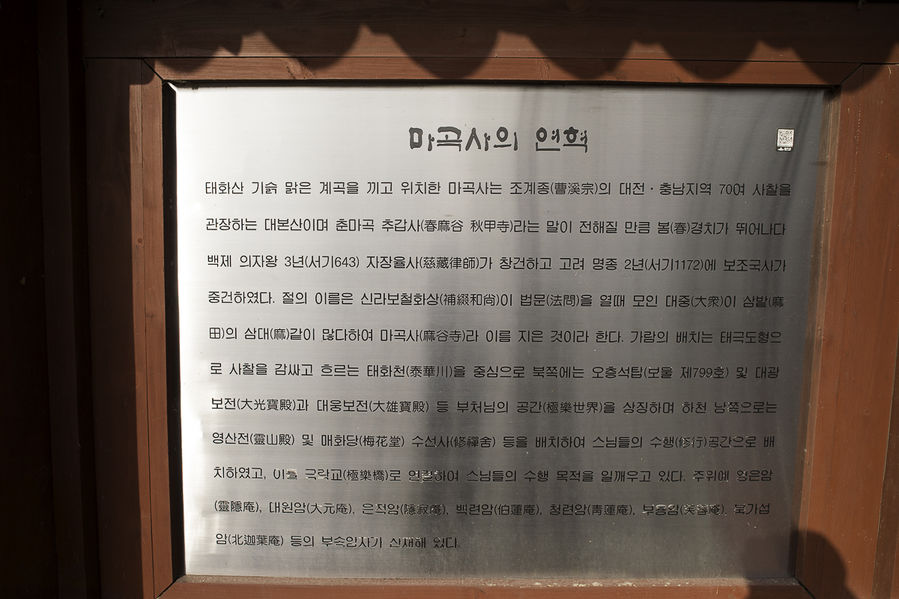 마곡사의 연혁
태화산 기슭 맑은 계곡을 끼고 위치한 마곡사는 조계종(曹溪宗)의 대전·충남지역 70여 사찰을
관장하는 대본산이며 춘마곡 추갑사(春麻谷 秋甲寺)라는 말이 전해질 만큼 봄(春)경치가 뛰어나다
백제 의자왕 3년(서기643) 자장율사(慈藏律師)가 창건하고 고려 명종 2년(서기1172)에 보조국사가
중건하였다. 절의 이름은 신라보철화상(補綴和尙)이 법문(法問)을 열때 모인 대중(大衆)이 삼밭(麻
田)의 삼대(麻)같이 많다하여 마곡사(麻谷寺)라 이름 지은 것이라 한다. 가람의 배치는 태극도형으
로 사찰을 감싸고 흐르는 태화천(泰華川)을 중심으로 북쪽에는 오층석탑(보물 제799호) 및 대광
보전(大光寶殿)과 대웅보전(大雄寶殿) 등 부처님의 공간(極樂世界)을 상징하며 하천 남쪽으로는
영산전(靈山殿) 및 매화당(梅花堂) 수선사(修禪舍) 등을 배치하여 스님들의 수행(修行)공간으로 배
치하였고, 이를 극락교(極樂橋)로 연결하여 스님들의 수행 목적을 일깨우고 있다. 주위에 영은암
(靈隱庵), 대원암(大元庵), 은적암(隱寂庵), 백련암(伯蓮庵), 청련암(靑蓮庵), 북가섭
암(北迦葉庵) 등의 부속암자가 산재해 있다.